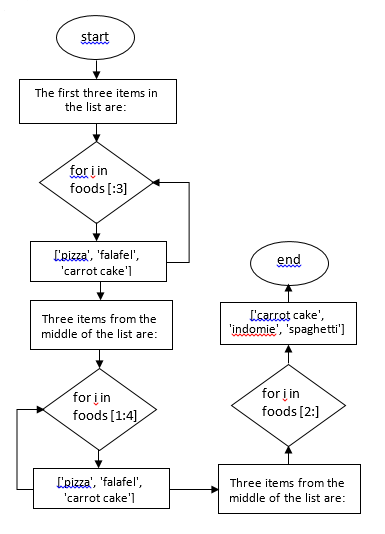 start
The first three items in
the list are:
for i in
foods [:3]
['pizza', 'falafel',
'carrot cake']
Three items from the
middle of the list are:
for i in
foods [1:4]
['pizza', 'falafel',
'carrot cake']
Three items from the
middle of the list are:
for i in
foods [2:]
['carrot cake',
'indomie', 'spaghetti']
end